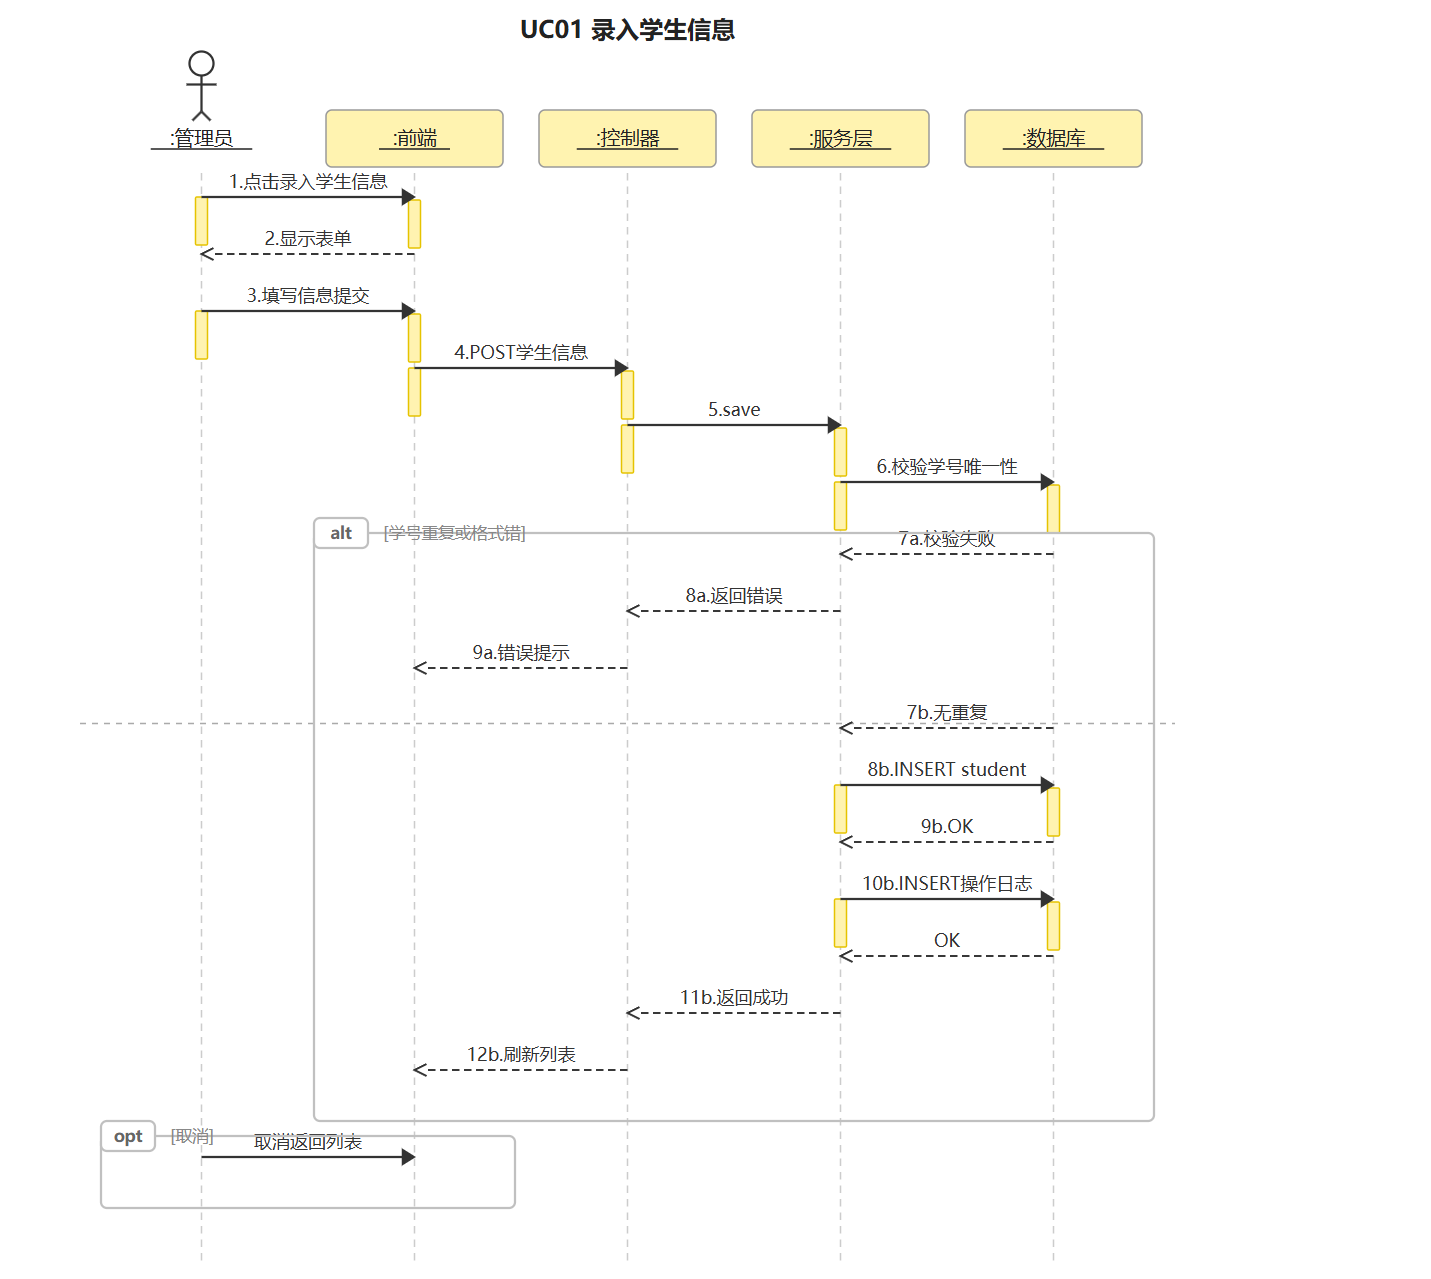 UC01 录入学生信息
:管理员
:前端
:控制器
:服务层
:数据库
1.点击录入学生信息
2.显示表单
3.填写信息提交
4.POST学生信息
5.save
6.校验学号唯一性
alt
[学号重复或格式错]
7a.校验失败
8a.返回错误
9a.错误提示
7b.无重复
8b.INSERT student
9b.OK
10b.INSERT操作日志
OK
11b.返回成功
12b.刷新列表
opt
[取消]
取消返回列表